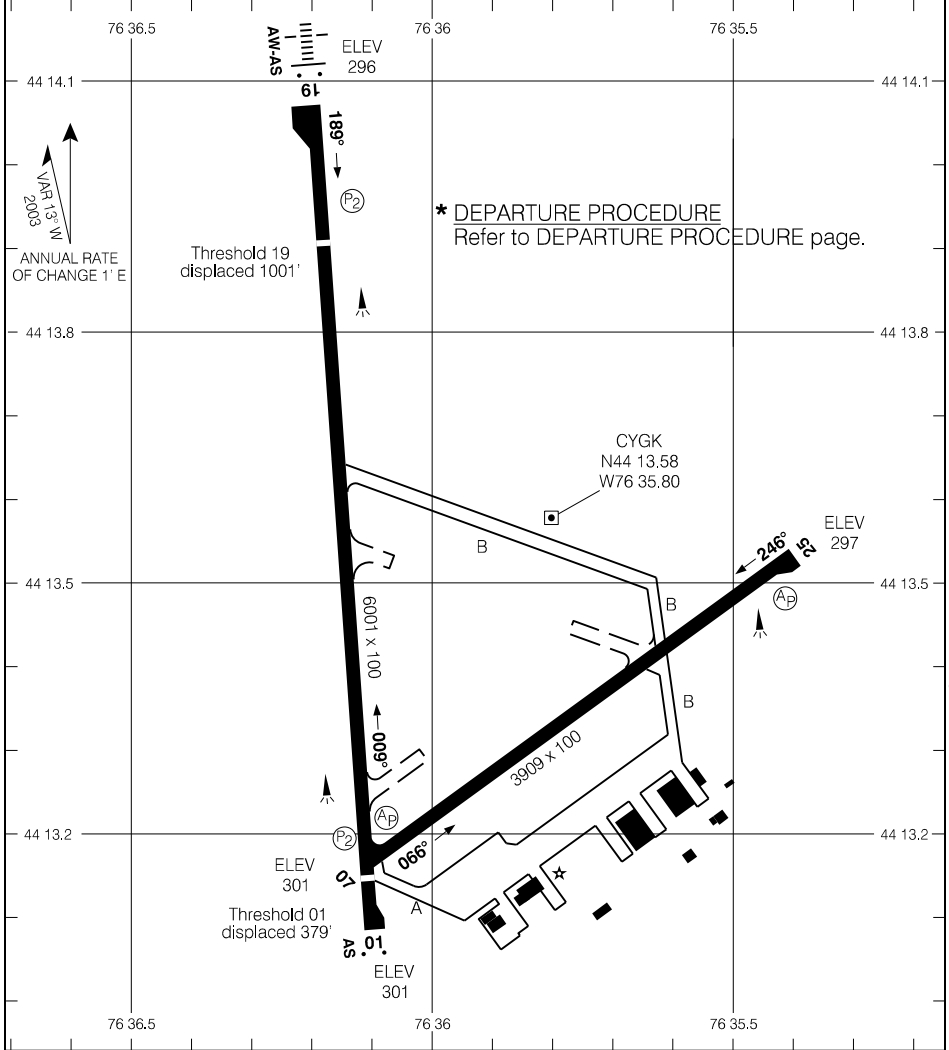 76 36.5
76 36
76 35.5
AW-AS
ELEV
296
19
44 14.1
44 14.1
189°
P2
VAR 13° W
2003
ANNUAL RATE
OF CHANGE 1' E
* DEPARTURE PROCEDURE
Refer to DEPARTURE PROCEDURE page.
Threshold 19
displaced 1001'
44 13.8
44 13.8
CYGK
N44 13.58
W76 35.80
B
ELEV
297
25
246°
44 13.5
44 13.5
AP
B
6001 x 100
B
009°
3909 x 100
AP
44 13.2
44 13.2
P2
066°
ELEV
301
07
A
Threshold 01
displaced 379'
AS
01
ELEV
301
76 36.5
76 36
76 35.5